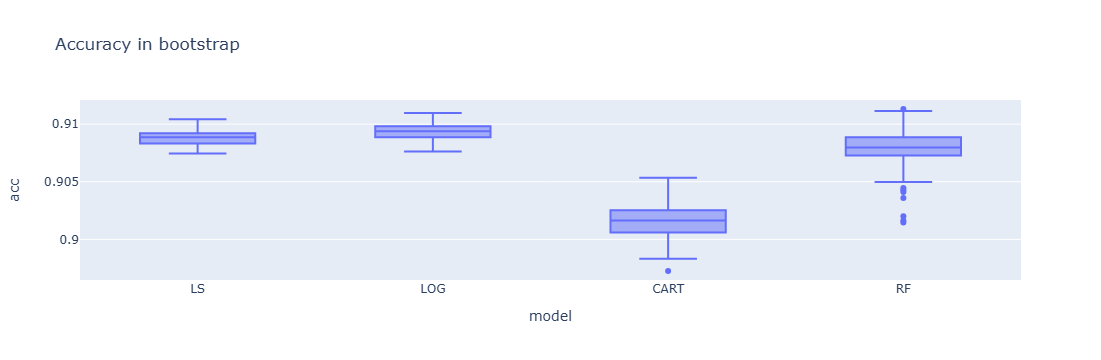 Accuracy in bootstrap
acc
0.91
0.905
0.9
LS LOG CART RF
model